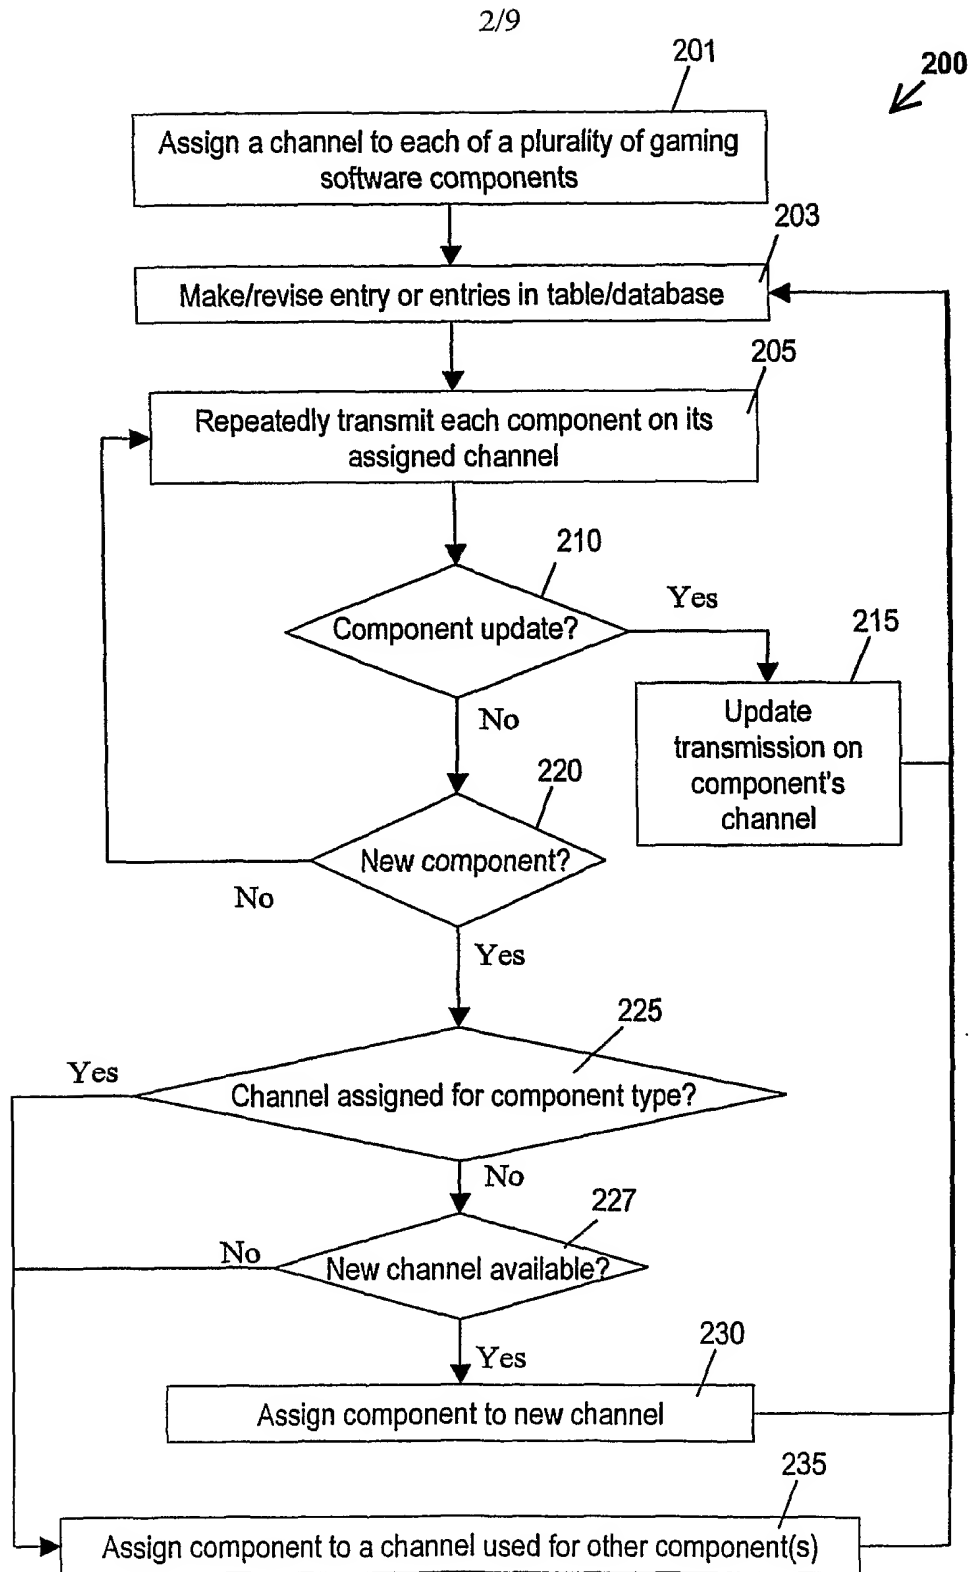 2/9
200
201
Assign a channel to each of a plurality of gaming
software components
203
Make/revise entry or entries in table/database
205
Repeatedly transmit each component on its
assigned channel
210
Component update?
Yes
215
Update
transmission on
component's
channel
No
220
New component?
No
Yes
225
Yes
Channel assigned for component type?
No
227
No
New channel available?
Yes
230
Assign component to new channel
235
Assign component to a channel used for other component(s)